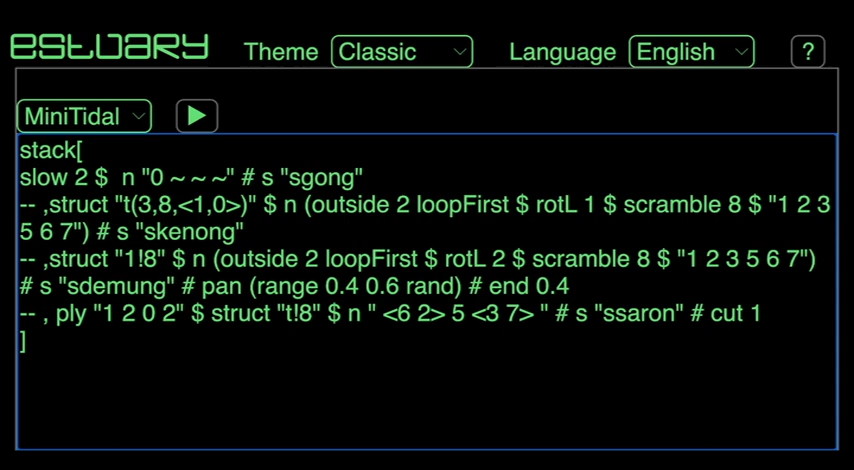 estuary Theme Classic Language English ?
MiniTidal
stack[
slow 2 $  n "0 ~ ~ ~" # s "sgong"
-- ,struct "t(3,8,<1,0>)" $ n (outside 2 loopFirst $ rotL 1 $ scramble 8 $ "1 2 3
5 6 7") # s "skenong"
-- ,struct "1!8" $ n (outside 2 loopFirst $ rotL 2 $ scramble 8 $ "1 2 3 5 6 7")
# s "sdemung" # pan (range 0.4 0.6 rand) # end 0.4
-- , ply "1 2 0 2" $ struct "t!8" $ n " <6 2> 5 <3 7> " # s "ssaron" # cut 1
]